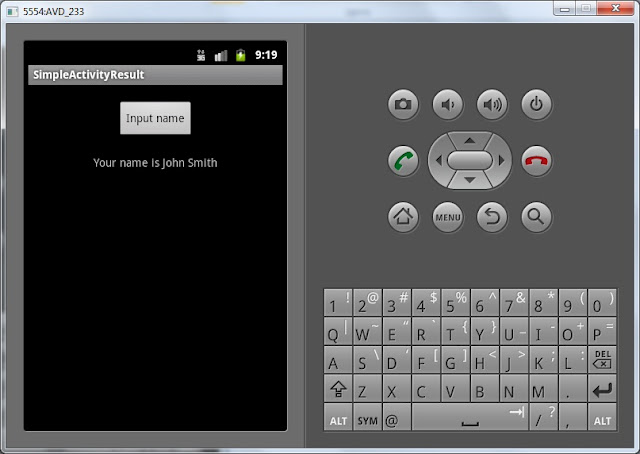 5554:AVD_233
3G 9:19
SimpleActivityResult
Input name
Your name is John Smith
MENU
1 ! 2 @ 3 # 4 $ 5 % 6 ^ 7 & 8 * 9 ( 0 )
Q | W ~ E “ R ` T { Y } U _ I - O + P =
A S \ D ‘ F [ G ] H < J > K ; L : DEL
Z X C V B N M .
ALT SYM @ / ? , ALT